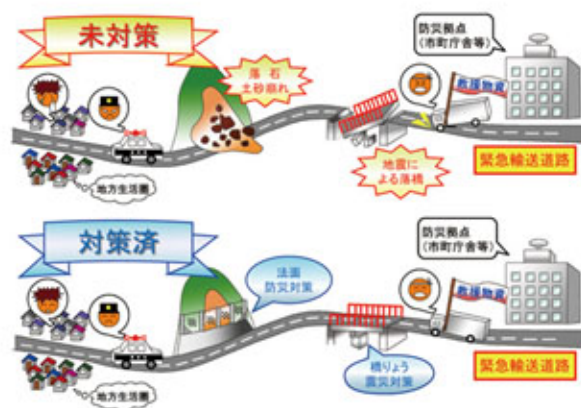 未対策
落石
土砂崩れ
防災拠点
(市町庁舎等)
救援物資
地震に
よる落橋
緊急輸送道路
地方生活圏
対策済
法面
防災対策
防災拠点
(市町庁舎等)
救援物資
橋りょう
震災対策
緊急輸送道路
地方生活圏